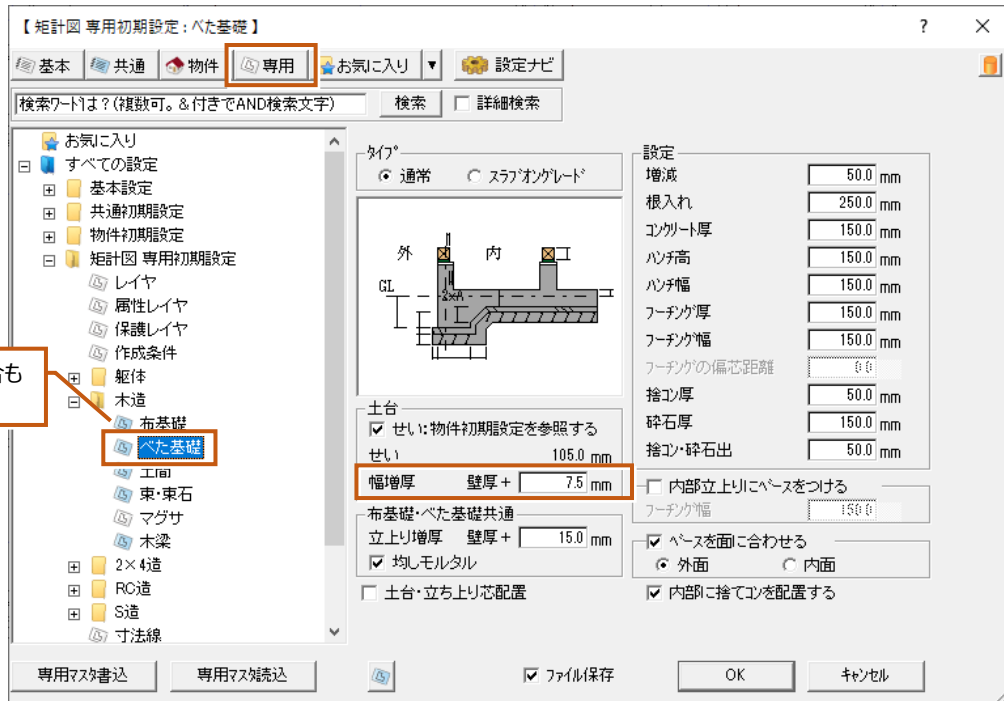 【 矩計図 専用初期設定 : べた基礎 】
? ×
基本 共通 物件 専用 お気に入り ▼ 設定ナビ
検索ワードは?(複数可。&付きでAND検索文字) 検索 詳細検索
お気に入り
すべての設定
基本設定
共通初期設定
物件初期設定
矩計図 専用初期設定
レイヤ
属性レイヤ
保護レイヤ
作成条件
躯体
木造
布基礎
べた基礎
土間
束・束石
マグサ
木梁
2×4造
RC造
S造
寸法線
も
タイプ
通常 スラブオングレード
外 内
GL
2×A
土台
せい:物件初期設定を参照する
せい 105.0 mm
幅増厚 壁厚+ 7.5 mm
布基礎・べた基礎共通
立上り増厚 壁厚+ 15.0 mm
均しモルタル
土台・立ち上り芯配置
設定
増減 50.0 mm
根入れ 250.0 mm
コンクリート厚 150.0 mm
ハンチ高 150.0 mm
ハンチ幅 150.0 mm
フーチング厚 150.0 mm
フーチング幅 150.0 mm
フーチングの偏芯距離 0.0
捨コン厚 50.0 mm
砕石厚 150.0 mm
捨コン・砕石出 50.0 mm
内部立上りにベースをつける
フーチング幅 150.0
ベースを面に合わせる
外面 内面
内部に捨てコンを配置する
専用マスタ書込 専用マスタ読込 ファイル保存 OK キャンセル